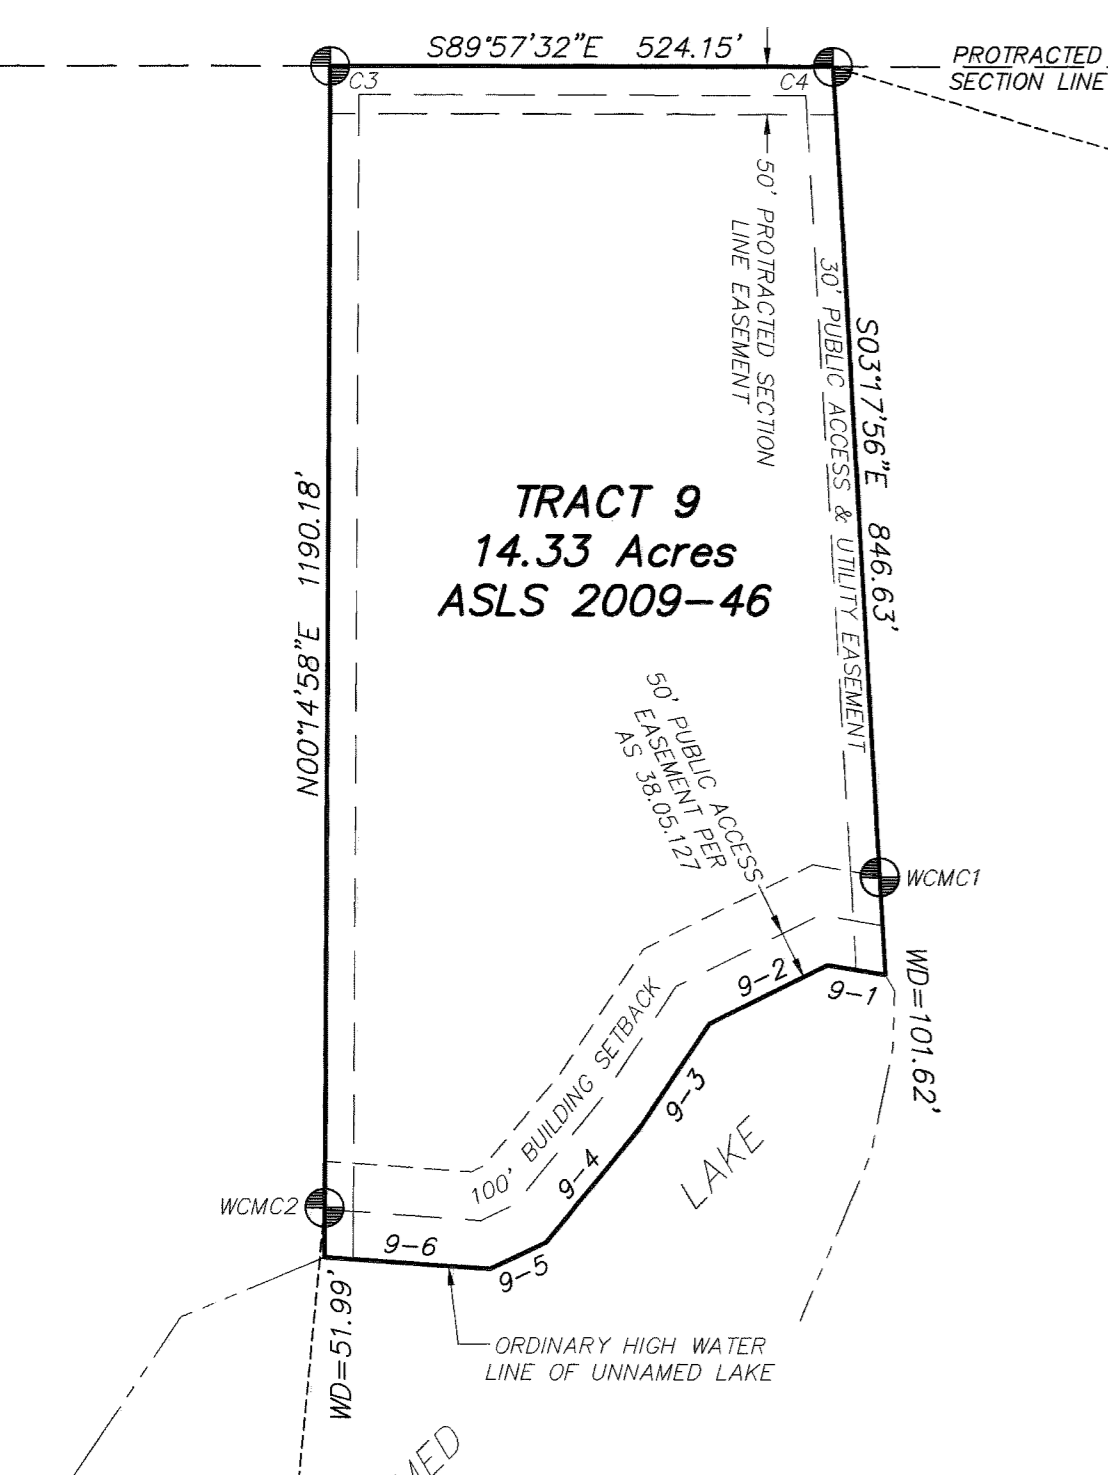 S89°57'32"E 524.15'
PROTRACTED
SECTION LINE
C3
C4
50' PROTRACTED SECTION
LINE EASEMENT
30' PUBLIC ACCESS & UTILITY EASEMENT
S03°17'56"E 846.63'
N00°14'58"E 1190.18'
TRACT 9
14.33 Acres
ASLS 2009-46
50' PUBLIC ACCESS
EASEMENT PER
AS 38.05.127
WCMC1
WD=101.62'
9-1
9-2
9-3
9-4
9-5
9-6
100' BUILDING SETBACK
LAKE
WCMC2
WD=51.99'
ORDINARY HIGH WATER
LINE OF UNNAMED LAKE
MED